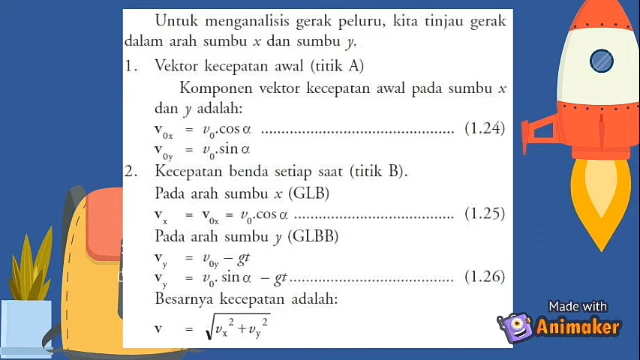 Untuk menganalisis gerak peluru, kita tinjau gerak
dalam arah sumbu x dan sumbu y.
1. Vektor kecepatan awal (titik A)
Komponen vektor kecepatan awal pada sumbu x
dan y adalah:
v₀ₓ = v₀.cos α .................................................. (1.24)
v₀y = v₀.sin α
2. Kecepatan benda setiap saat (titik B).
Pada arah sumbu x (GLB)
vₓ = v₀ₓ = v₀.cos α ......................................... (1.25)
Pada arah sumbu y (GLBB)
vy = v₀y – gt
vy = v₀. sin α – gt.......................................... (1.26)
Besarnya kecepatan adalah:
v = √(vₓ² + vy²)
Made with
Animaker